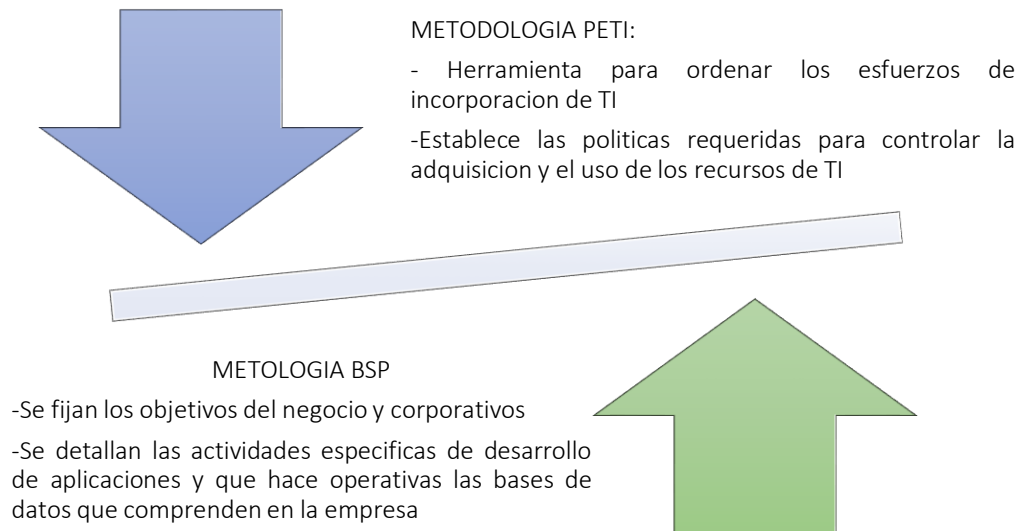 METODOLOGIA PETI:
- Herramienta para ordenar los esfuerzos de
incorporacion de TI
-Establece las politicas requeridas para controlar la
adquisicion y el uso de los recursos de TI
METOLOGIA BSP
-Se fijan los objetivos del negocio y corporativos
-Se detallan las actividades especificas de desarrollo
de aplicaciones y que hace operativas las bases de
datos que comprenden en la empresa